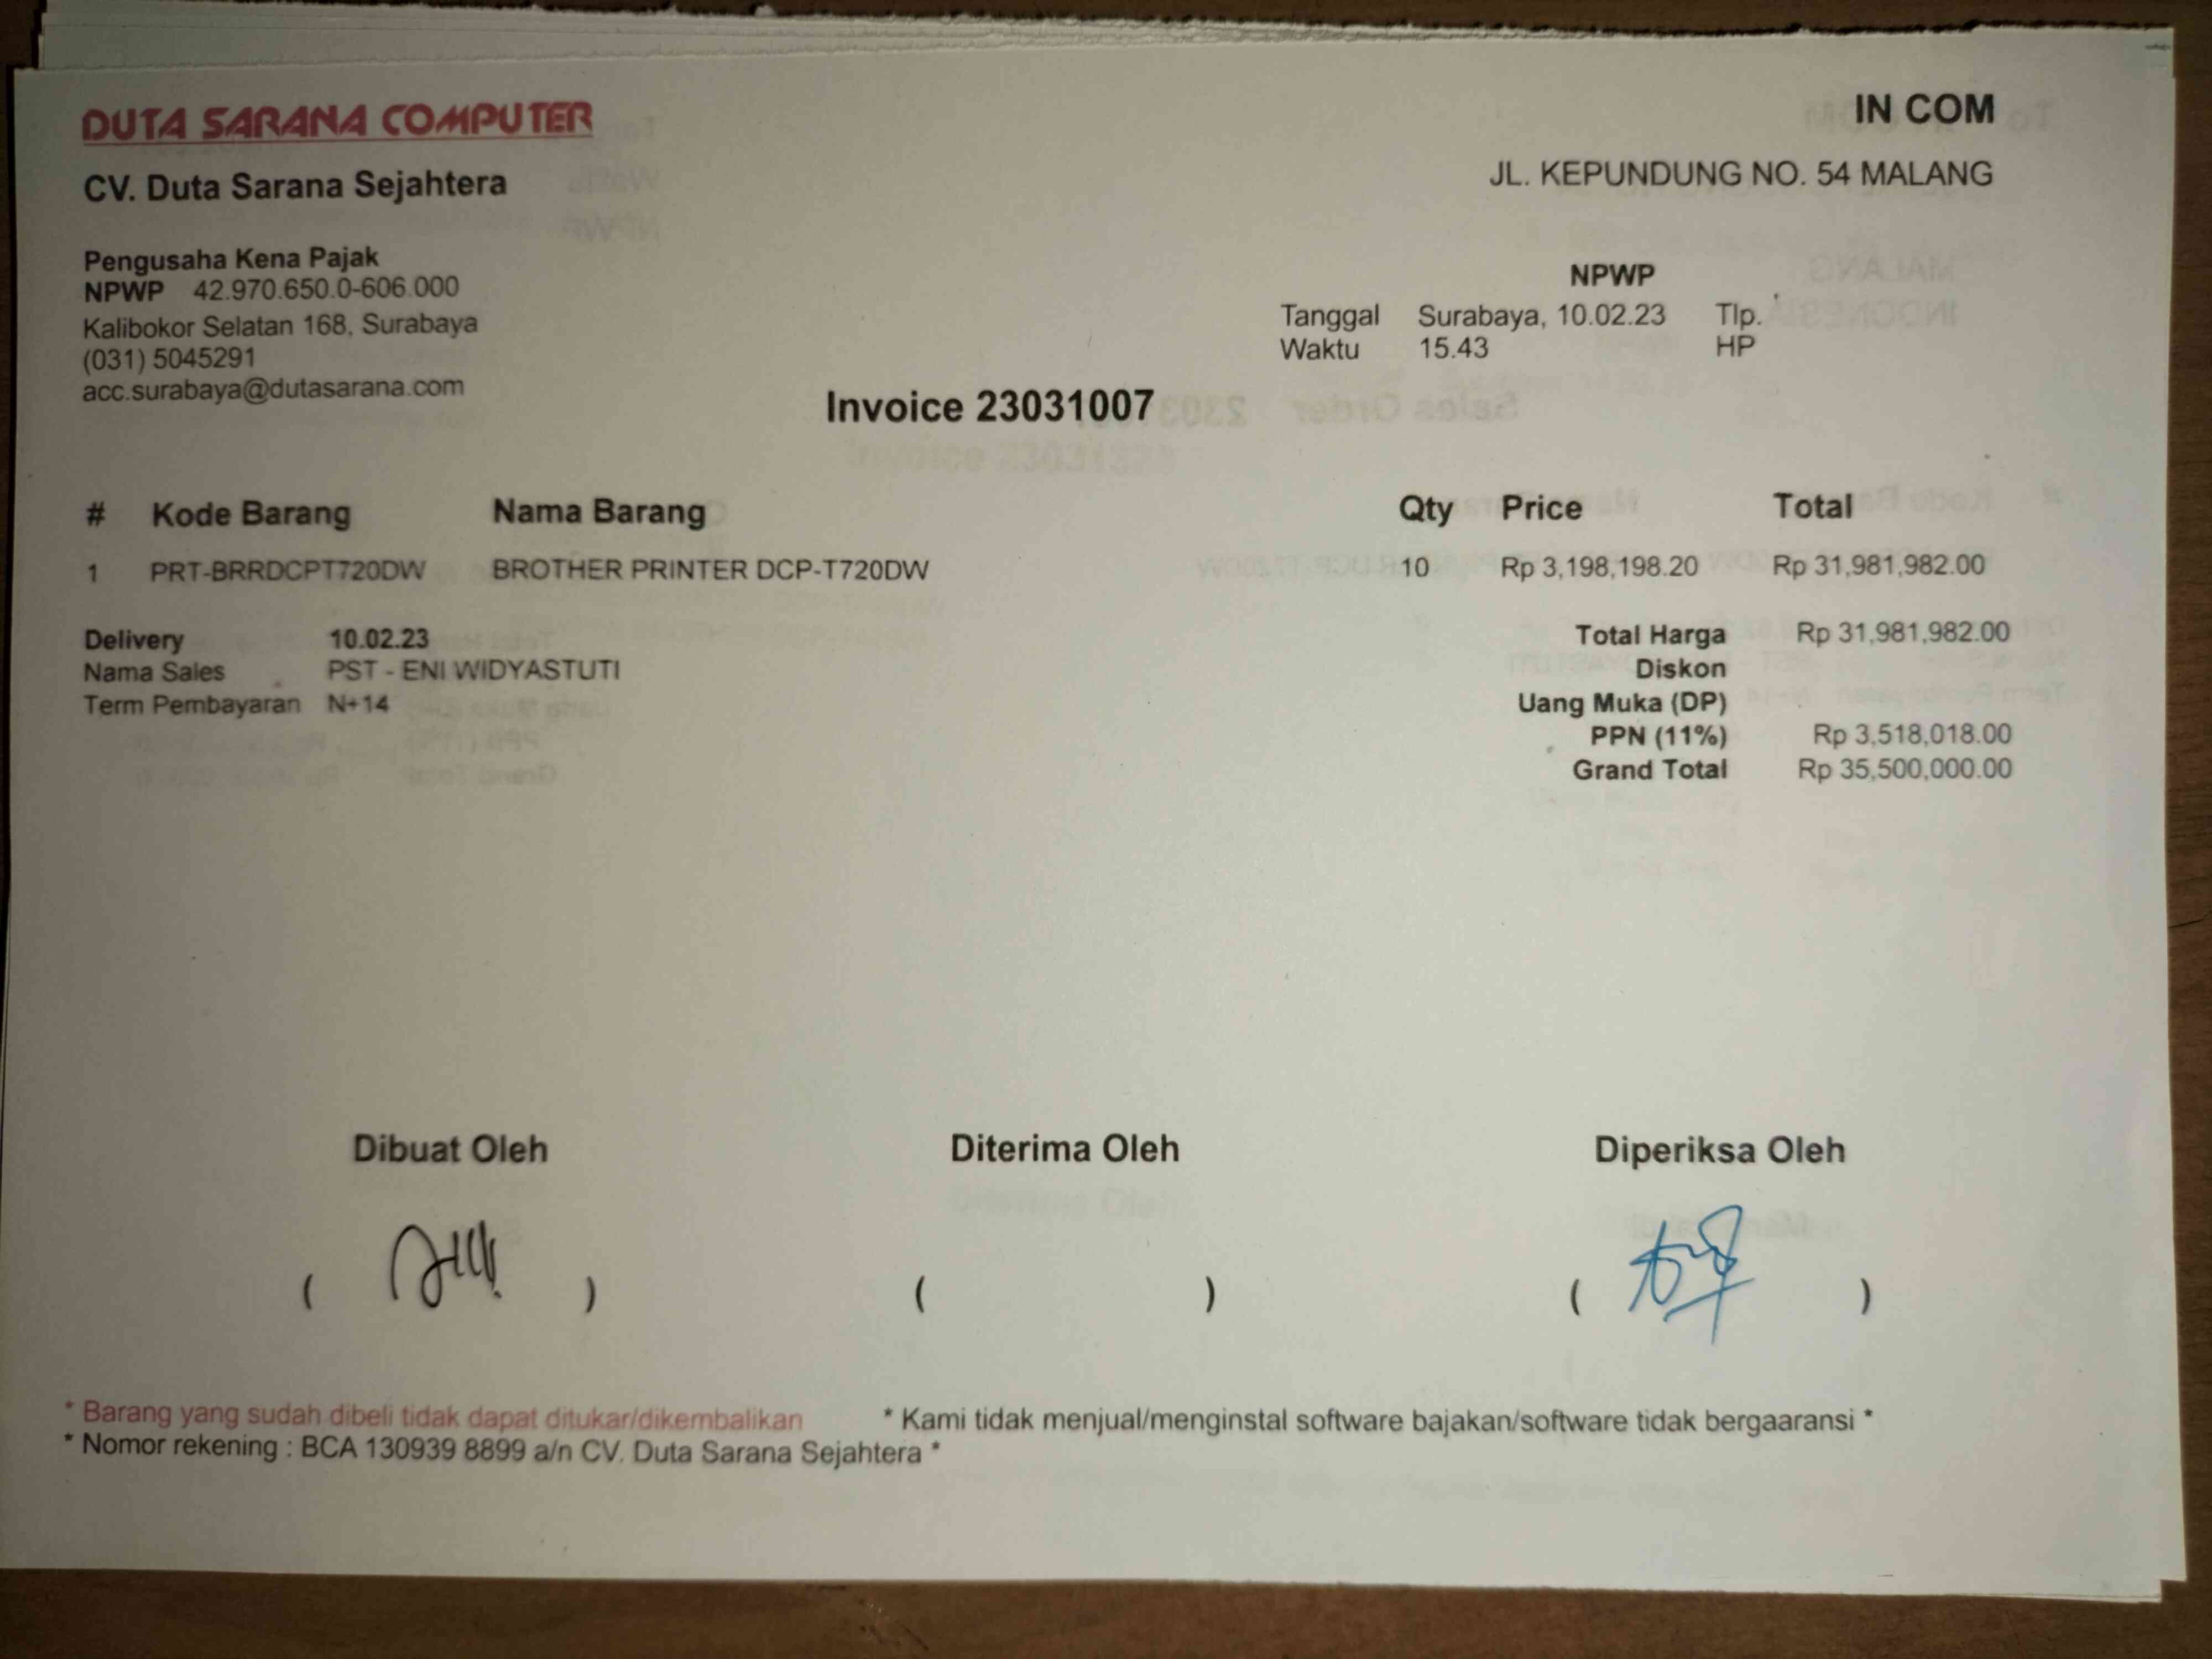 DUTA SARANA COMPUTER
CV. Duta Sarana Sejahtera
Pengusaha Kena Pajak
NPWP 42.970.650.0-606.000
Kalibokor Selatan 168, Surabaya
(031) 5045291
acc.surabaya@dutasarana.com
IN COM
JL. KEPUNDUNG NO. 54 MALANG
NPWP
Tanggal Surabaya, 10.02.23 Tlp.
Waktu 15.43 HP
Invoice 23031007
# Kode Barang Nama Barang Qty Price Total
1 PRT-BRRDCPT720DW BROTHER PRINTER DCP-T720DW 10 Rp 3,198,198.20 Rp 31,981,982.00
Delivery 10.02.23
Nama Sales PST - ENI WIDYASTUTI
Term Pembayaran N+14
Total Harga Rp 31,981,982.00
Diskon
Uang Muka (DP)
PPN (11%) Rp 3,518,018.00
Grand Total Rp 35,500,000.00
Dibuat Oleh Diterima Oleh Diperiksa Oleh
( ) ( ) ( )
* Barang yang sudah dibeli tidak dapat ditukar/dikembalikan * Kami tidak menjual/menginstal software bajakan/software tidak bergaaransi *
* Nomor rekening : BCA 130939 8899 a/n CV. Duta Sarana Sejahtera *